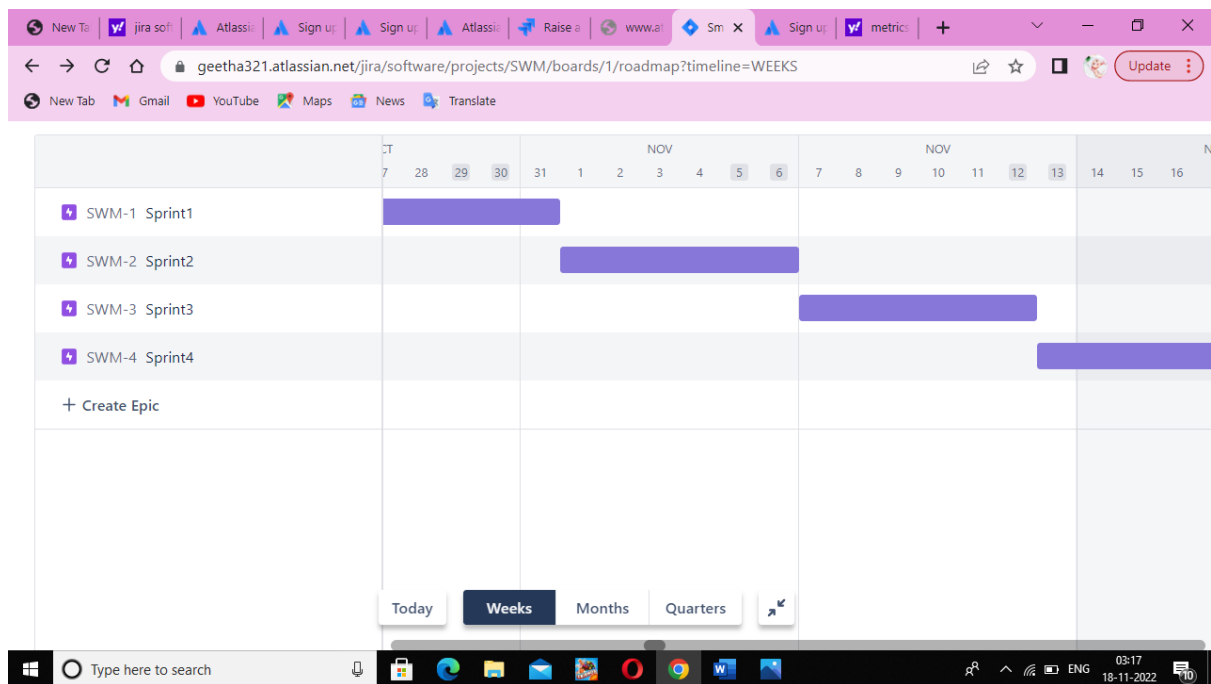 New Ta jira soft Atlassia Sign up Sign up Atlassia Raise a www.at Sm Sign up metrics
geetha321.atlassian.net/jira/software/projects/SWM/boards/1/roadmap?timeline=WEEKS Update
New Tab Gmail YouTube Maps News Translate
CT NOV NOV N
7 28 29 30 31 1 2 3 4 5 6 7 8 9 10 11 12 13 14 15 16
SWM-1 Sprint1
SWM-2 Sprint2
SWM-3 Sprint3
SWM-4 Sprint4
+ Create Epic
Today Weeks Months Quarters
Type here to search ENG 03:17
18-11-2022 10